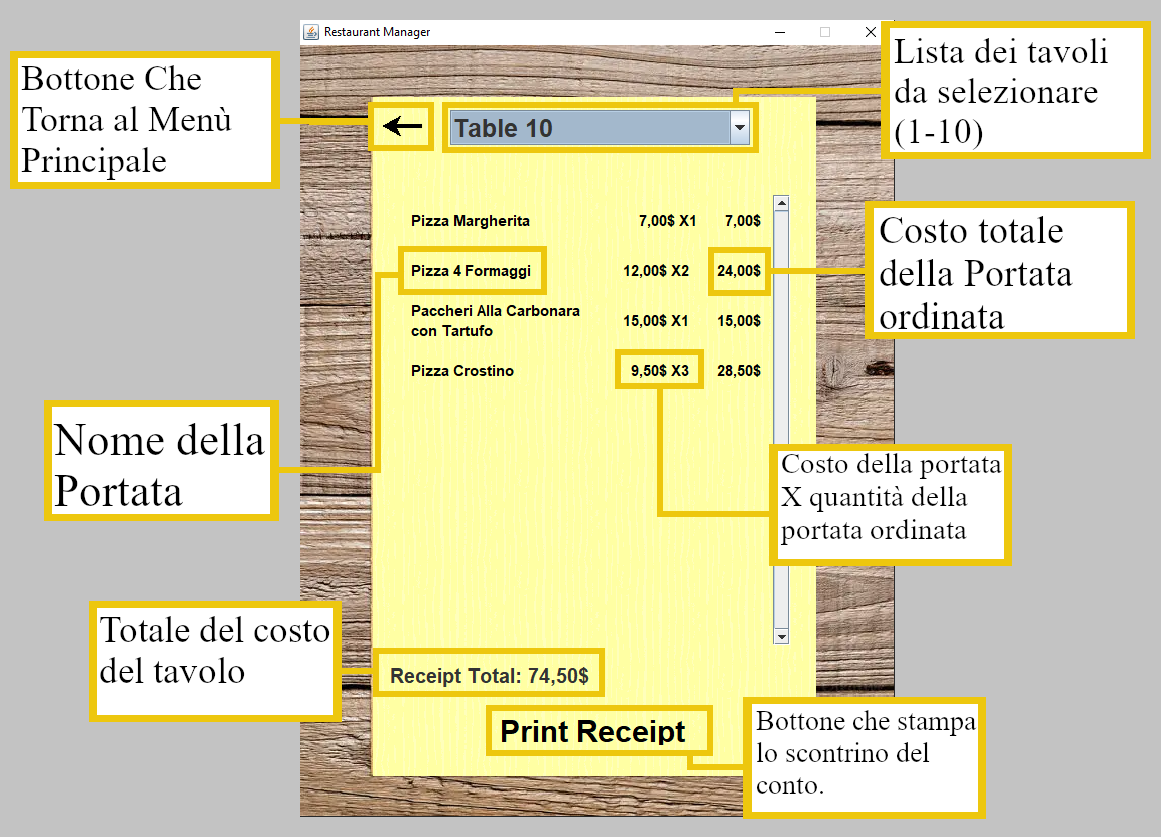 Restaurant Manager
Bottone Che
Torna al Menù
Principale
Lista dei tavoli
da selezionare
(1-10)
Table 10
Pizza Margherita 7,00$ X1 7,00$
Pizza 4 Formaggi 12,00$ X2 24,00$
Paccheri Alla Carbonara
con Tartufo 15,00$ X1 15,00$
Pizza Crostino 9,50$ X3 28,50$
Costo totale
della Portata
ordinata
Nome della
Portata
Costo della portata
X quantità della
portata ordinata
Totale del costo
del tavolo
Receipt Total: 74,50$
Print Receipt
Bottone che stampa
lo scontrino del
conto.